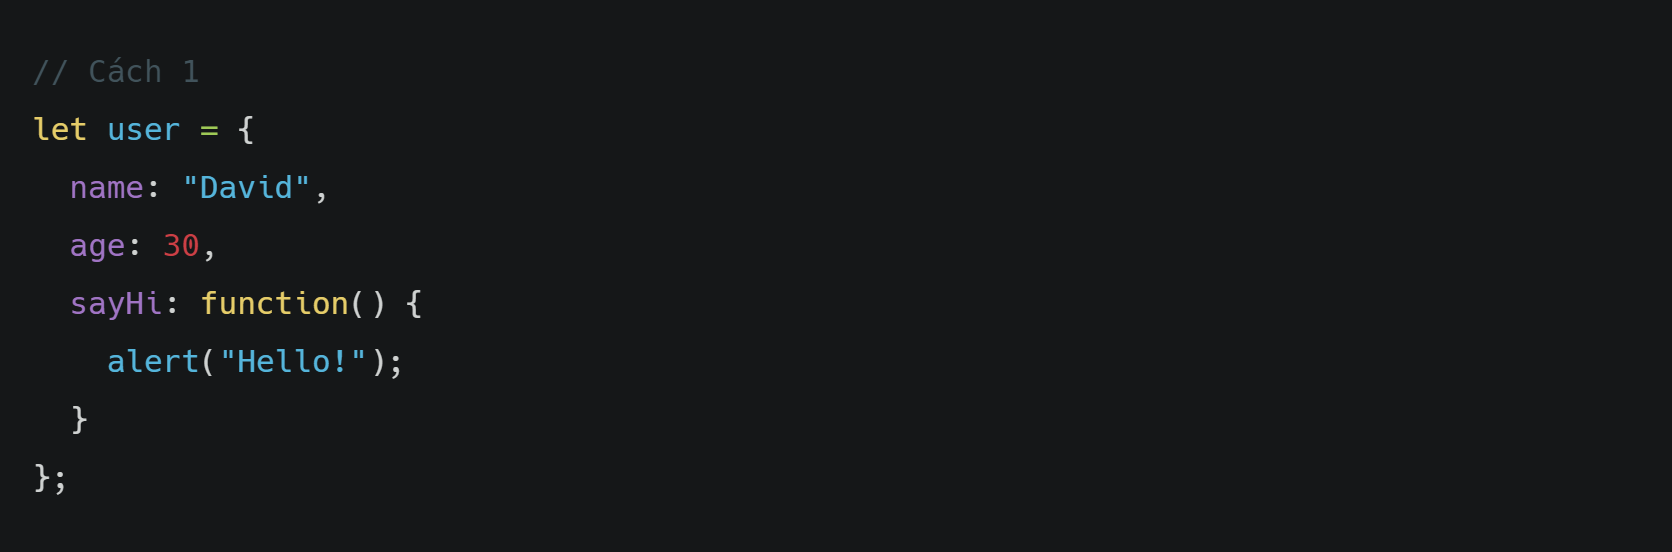 // Cách 1
let user = {
  name: "David",
  age: 30,
  sayHi: function() {
    alert("Hello!");
  }
};